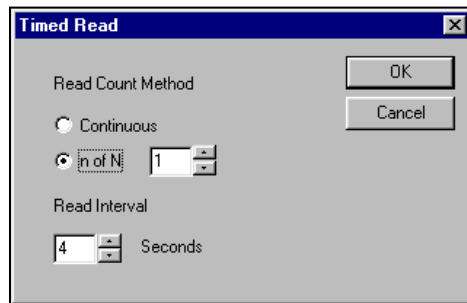 Timed Read
OK
Read Count Method
Cancel
Continuous
n of N 1
Read Interval
4 Seconds